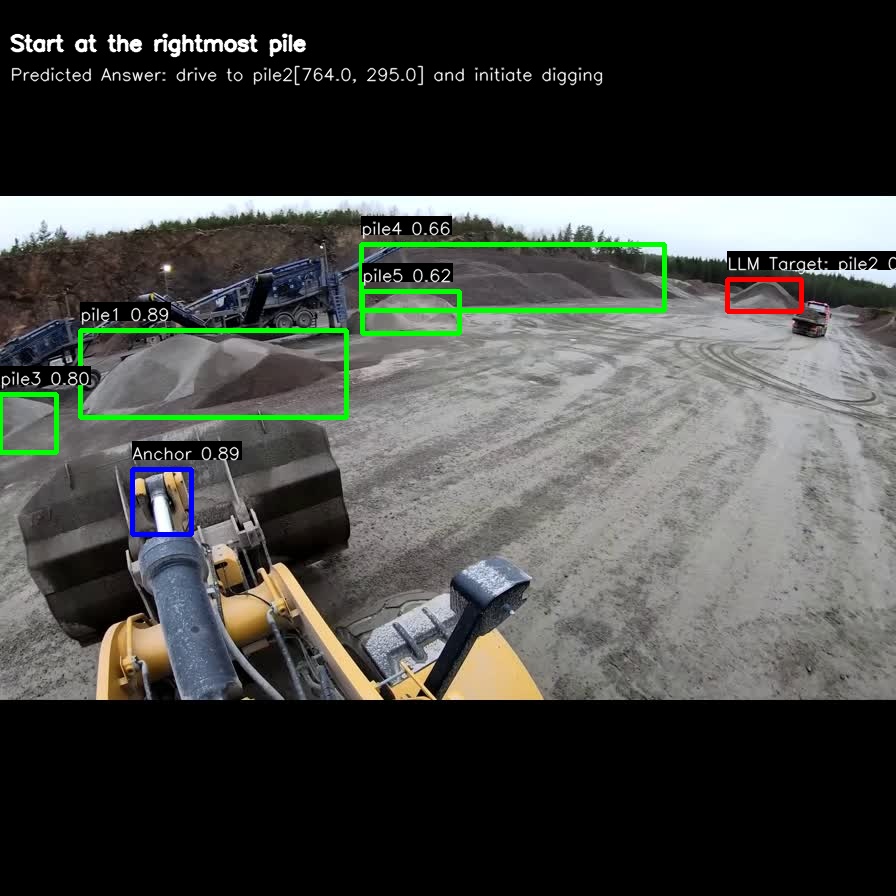 Start at the rightmost pile
Predicted Answer: drive to pile2[764.0, 295.0] and initiate digging
pile4 0.66
LLM Target: pile2 0
pile5 0.62
pile1 0.89
pile3 0.80
Anchor 0.89